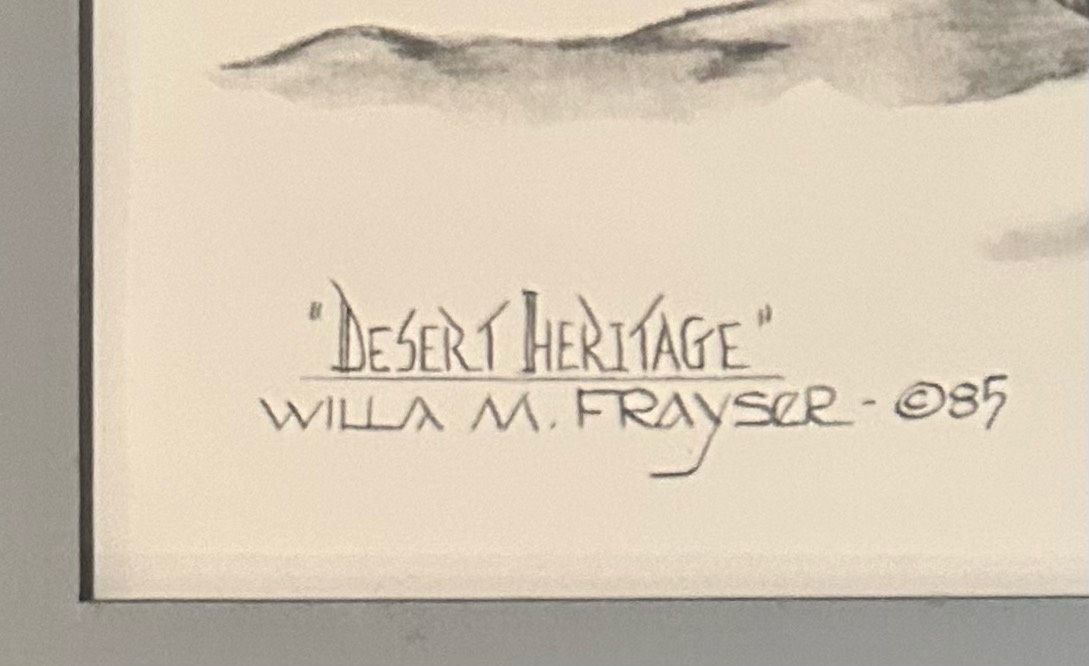 "DESERT HERITAGE"
WILLA M. FRAYSER - ©85